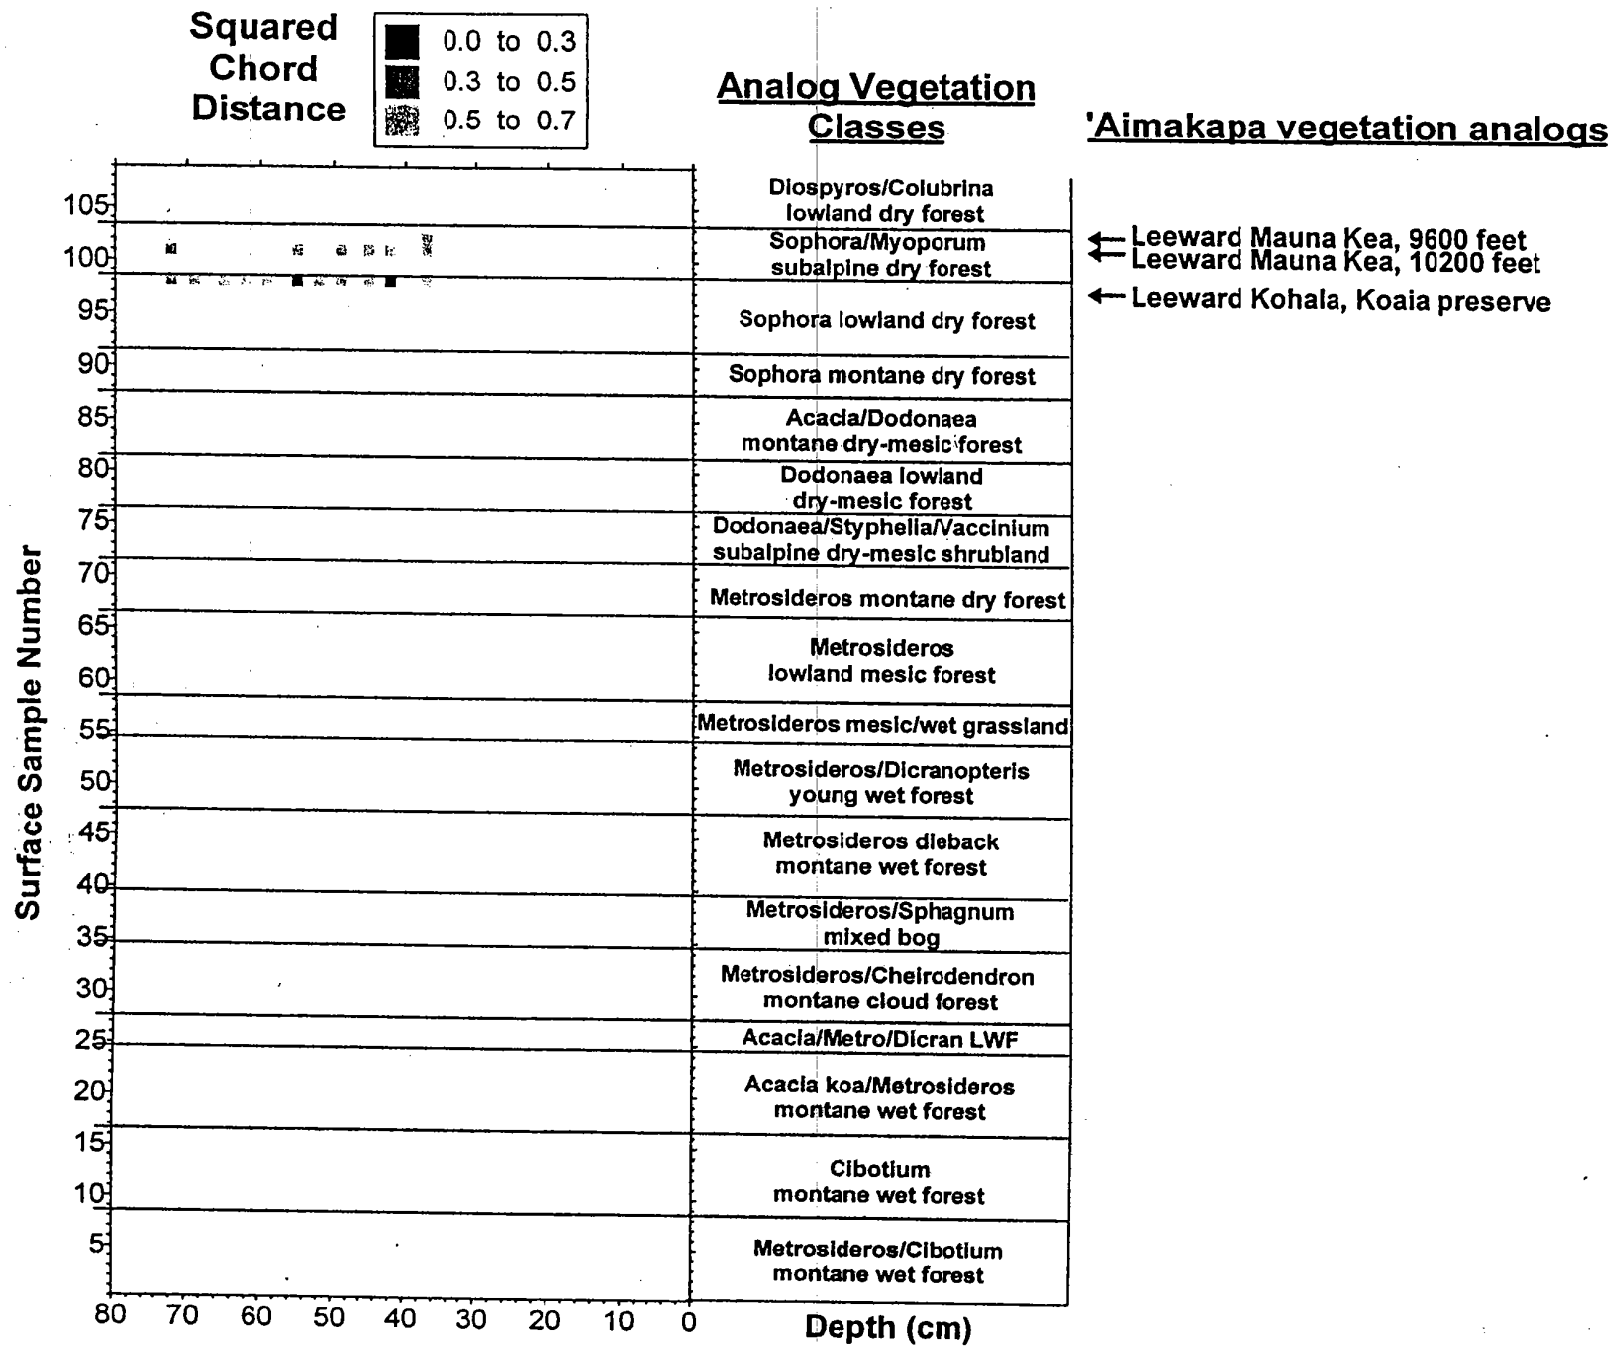 Squared
Chord
Distance
0.0 to 0.3
0.3 to 0.5
0.5 to 0.7
Analog Vegetation
Classes
'Aimakapa vegetation analogs
Surface Sample Number
105
100
95
90
85
80
75
70
65
60
55
50
45
40
35
30
25
20
15
10
5
Diospyros/Colubrina
lowland dry forest
Sophora/Myoporum
subalpine dry forest
Sophora lowland dry forest
Sophora montane dry forest
Acacia/Dodonaea
montane dry-mesic forest
Dodonaea lowland
dry-mesic forest
Dodonaea/Styphelia/Vaccinium
subalpine dry-mesic shrubland
Metrosideros montane dry forest
Metrosideros
lowland mesic forest
Metrosideros mesic/wet grassland
Metrosideros/Dicranopteris
young wet forest
Metrosideros dieback
montane wet forest
Metrosideros/Sphagnum
mixed bog
Metrosideros/Cheirodendron
montane cloud forest
Acacia/Metro/Dicran LWF
Acacia koa/Metrosideros
montane wet forest
Cibotium
montane wet forest
Metrosideros/Cibotium
montane wet forest
Leeward Mauna Kea, 9600 feet
Leeward Mauna Kea, 10200 feet
Leeward Kohala, Koaia preserve
80 70 60 50 40 30 20 10 0
Depth (cm)